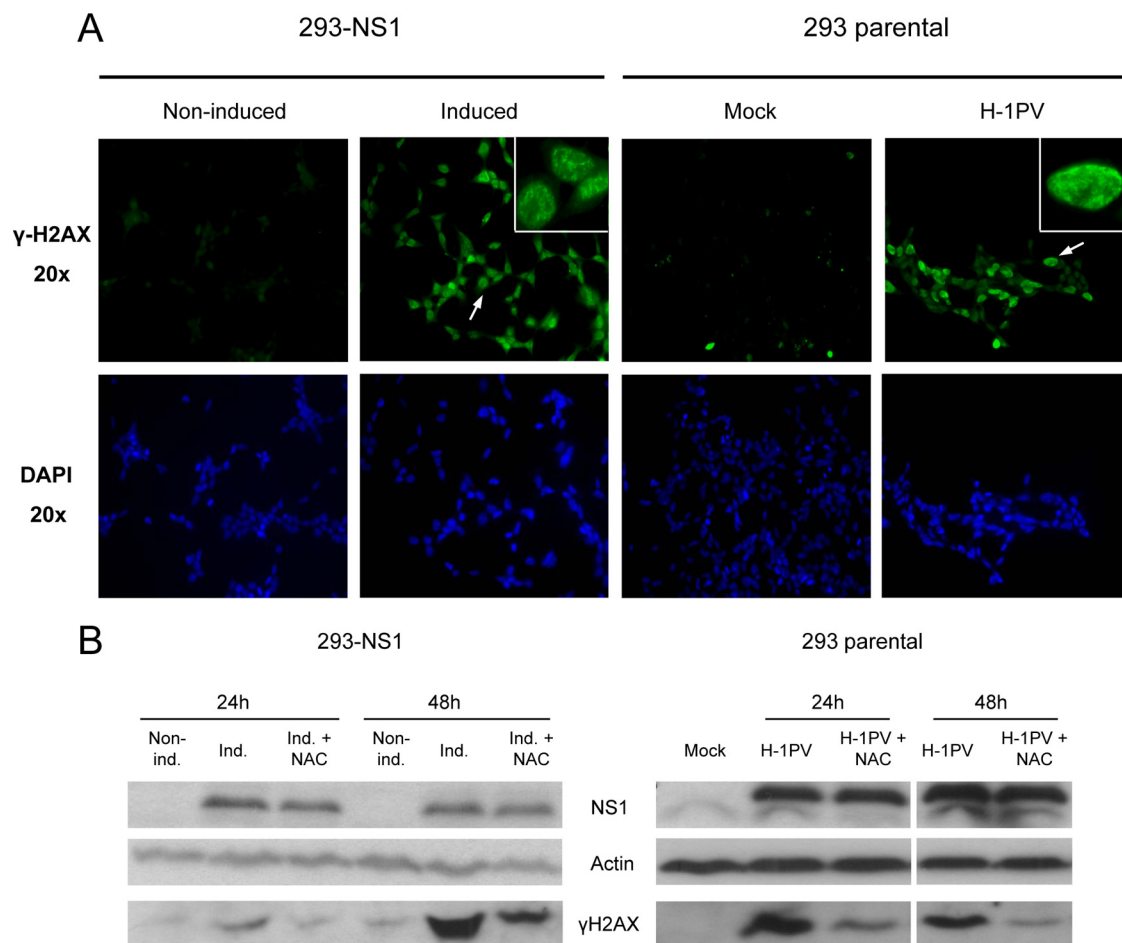 A
293-NS1 293 parental
Non-induced Induced Mock H-1PV
γ-H2AX
20x
DAPI
20x
B
293-NS1 293 parental
24h 48h 24h 48h
Non-
ind. Ind. Ind. +
NAC Non-
ind. Ind. Ind. +
NAC Mock H-1PV H-1PV +
NAC H-1PV H-1PV +
NAC
NS1
Actin
γH2AX